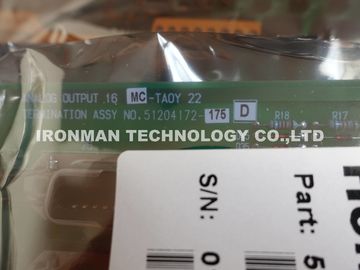 ANALOG OUTPUT 16 MC-TAOY 22
TERMINATION ASSY NO.51204172-175 D
R18 R17
IRONMAN TECHNOLOGY CO.,LTD
D35
Part: 5
S/N: 0